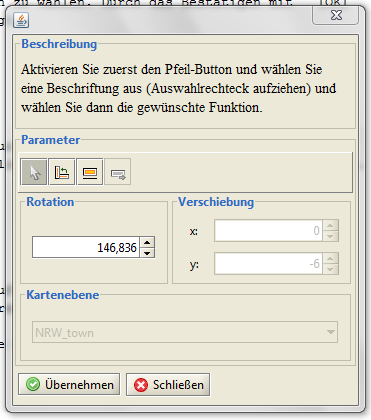 n zu wählen. Durch das Bestätigen mit "[OK]
Beschreibung
Aktivieren Sie zuerst den Pfeil-Button und wählen Sie
eine Beschriftung aus (Auswahlrechteck aufziehen) und
wählen Sie dann die gewünschte Funktion.
Parameter
Rotation
146,836
Verschiebung
x: 0
y: -6
Kartenebene
NRW_town
Übernehmen Schließen